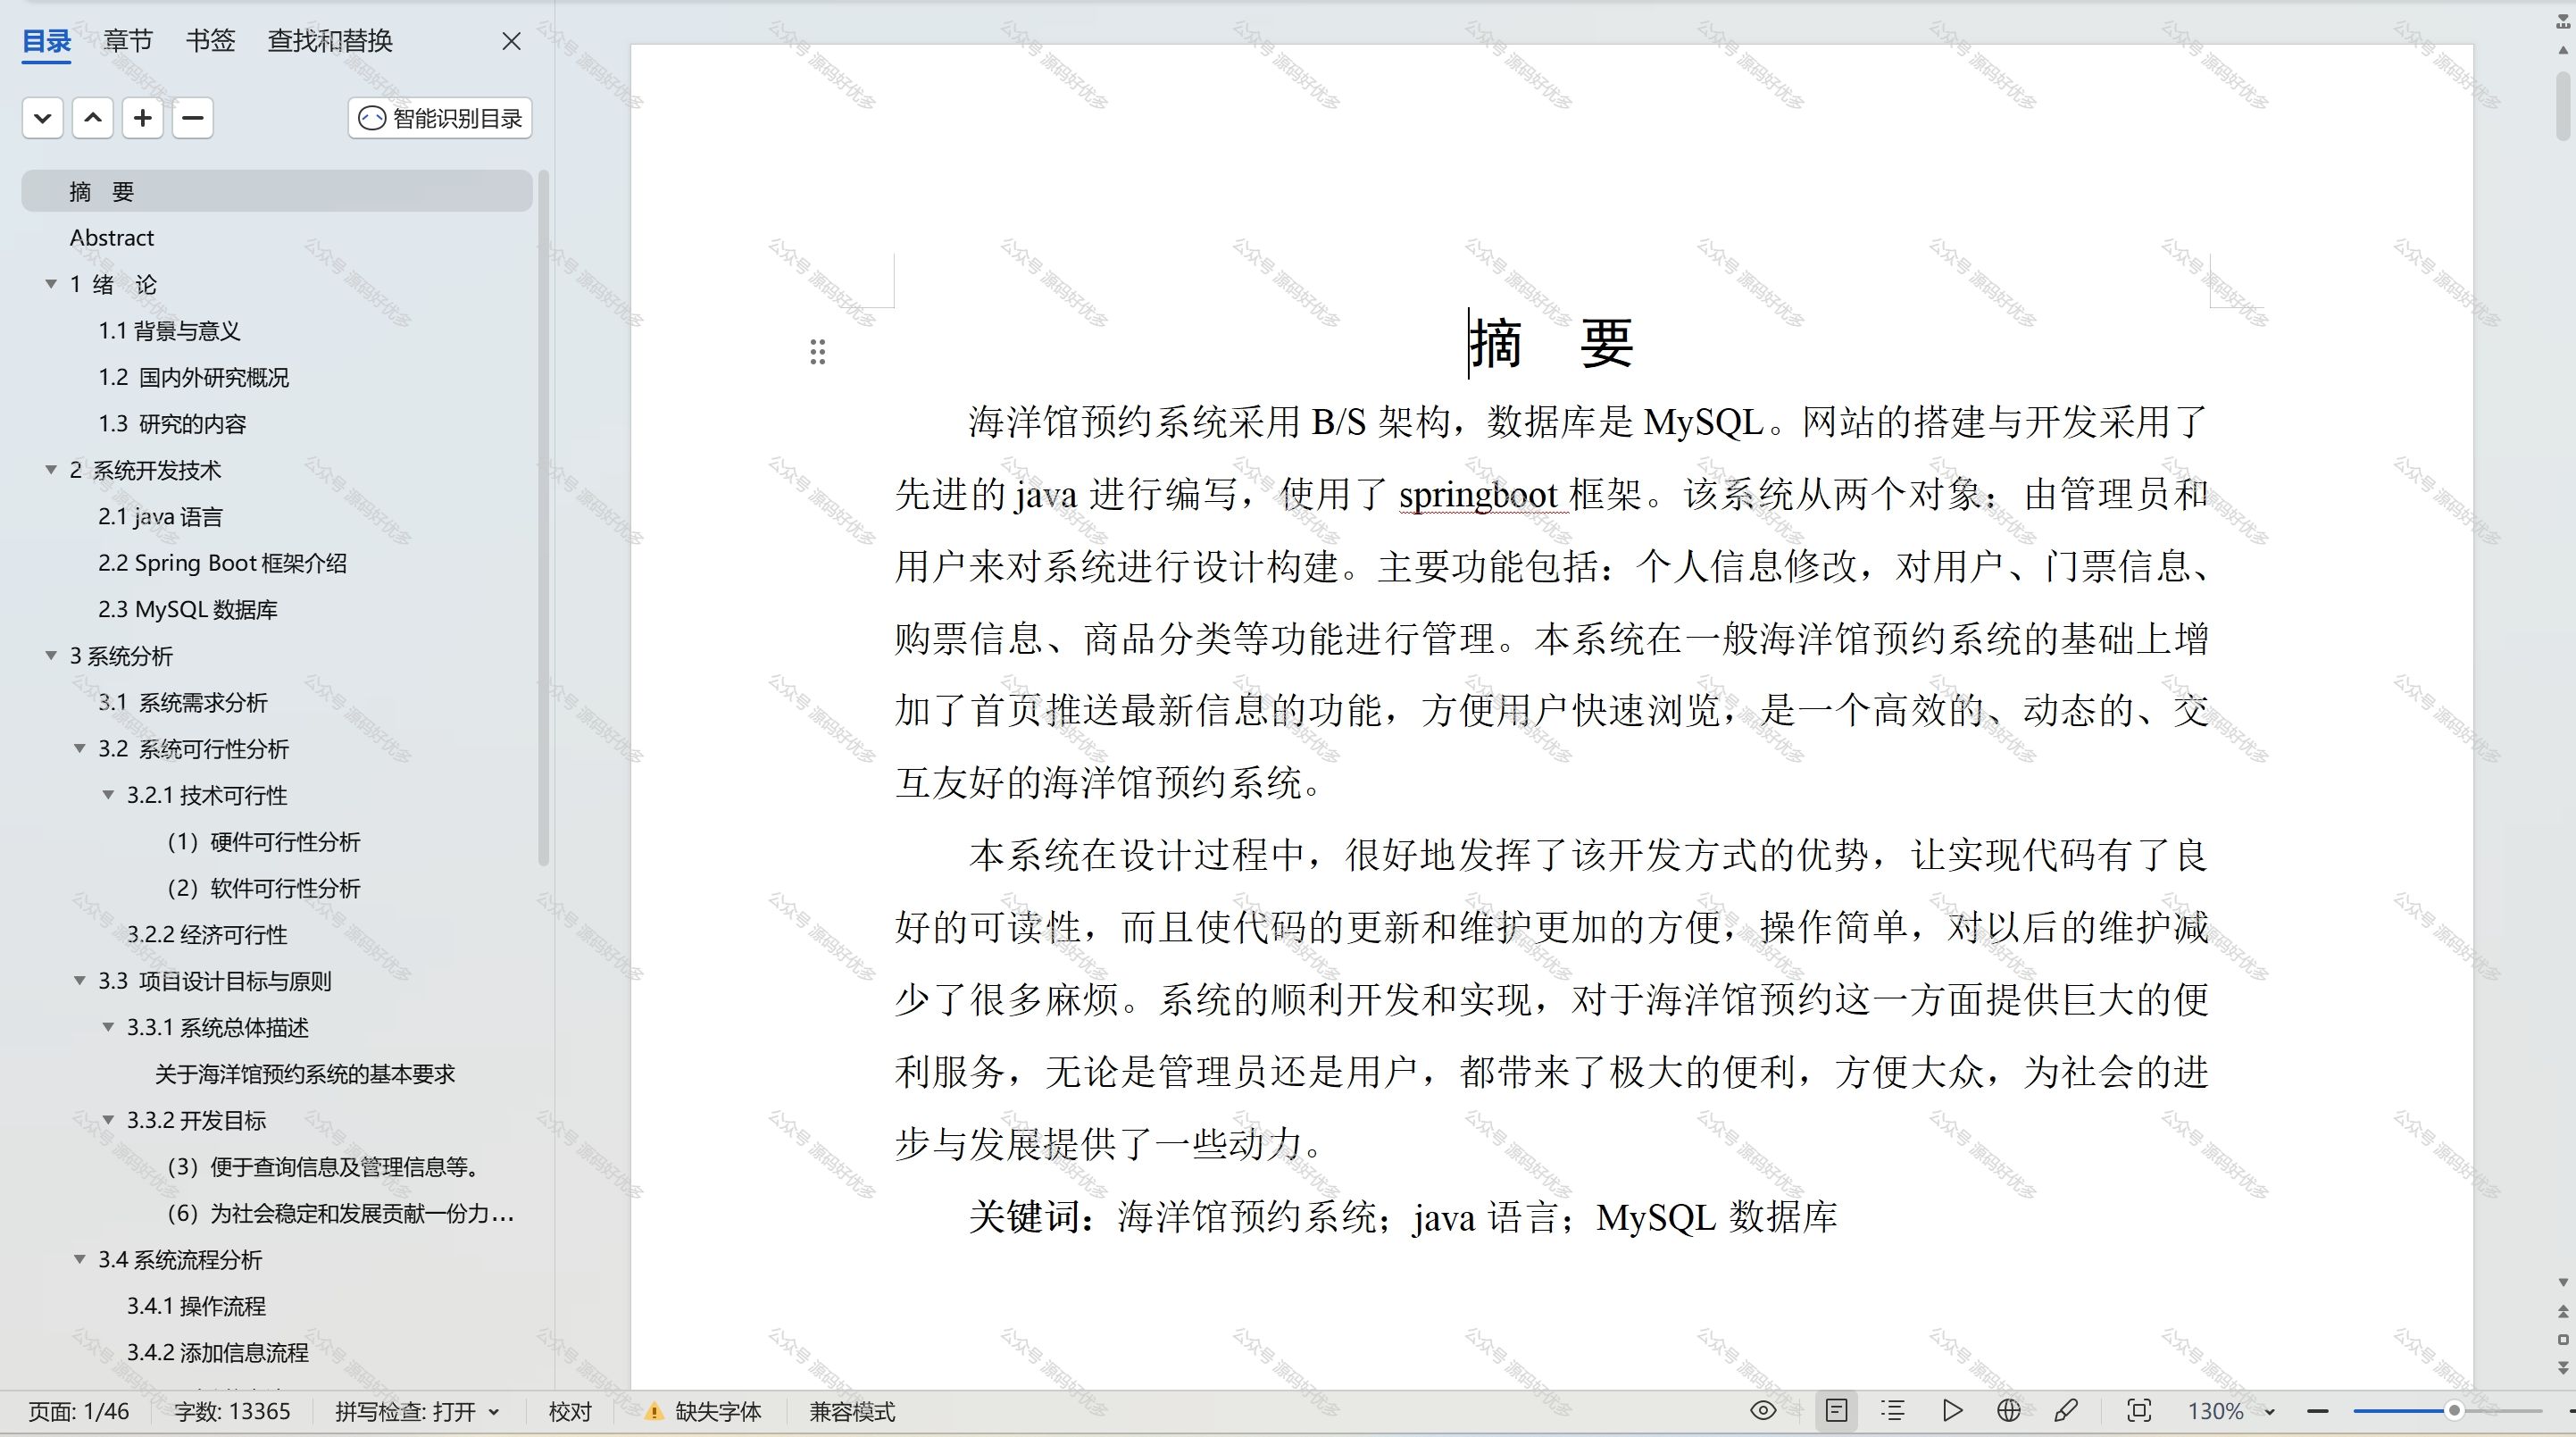 目录 章节 书签 查找和替换
智能识别目录
摘 要
Abstract
1 绪 论
1.1 背景与意义
1.2 国内外研究概况
1.3 研究的内容
2 系统开发技术
2.1 java 语言
2.2 Spring Boot 框架介绍
2.3 MySQL 数据库
3 系统分析
3.1 系统需求分析
3.2 系统可行性分析
3.2.1 技术可行性
（1）硬件可行性分析
（2）软件可行性分析
3.2.2 经济可行性
3.3 项目设计目标与原则
3.3.1 系统总体描述
关于海洋馆预约系统的基本要求
3.3.2 开发目标
（3）便于查询信息及管理信息等。
（6）为社会稳定和发展贡献一份力...
3.4 系统流程分析
3.4.1 操作流程
3.4.2 添加信息流程
摘 要
海洋馆预约系统采用 B/S 架构，数据库是 MySQL。网站的搭建与开发采用了
先进的 java 进行编写，使用了 springboot 框架。该系统从两个对象：由管理员和
用户来对系统进行设计构建。主要功能包括：个人信息修改，对用户、门票信息、
购票信息、商品分类等功能进行管理。本系统在一般海洋馆预约系统的基础上增
加了首页推送最新信息的功能，方便用户快速浏览，是一个高效的、动态的、交
互友好的海洋馆预约系统。
本系统在设计过程中，很好地发挥了该开发方式的优势，让实现代码有了良
好的可读性，而且使代码的更新和维护更加的方便，操作简单，对以后的维护减
少了很多麻烦。系统的顺利开发和实现，对于海洋馆预约这一方面提供巨大的便
利服务，无论是管理员还是用户，都带来了极大的便利，方便大众，为社会的进
步与发展提供了一些动力。
关键词：海洋馆预约系统；java 语言；MySQL 数据库
页面: 1/46 字数: 13365 拼写检查: 打开 校对 缺失字体 兼容模式 130%
公众号 源码好优多